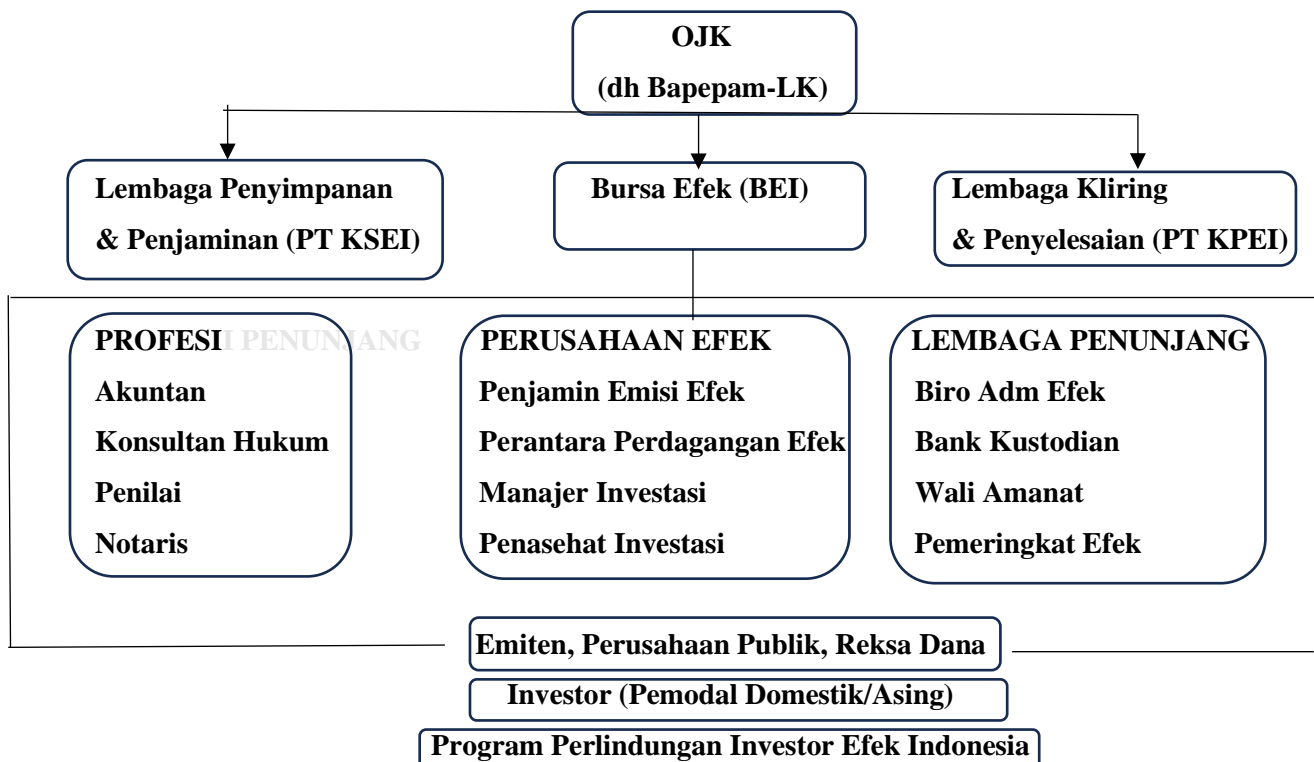 OJK
(dh Bapepam-LK)
Lembaga Penyimpanan
& Penjaminan (PT KSEI)
Bursa Efek (BEI)
Lembaga Kliring
& Penyelesaian (PT KPEI)
PROFESI PENUNJANG
Akuntan
Konsultan Hukum
Penilai
Notaris
PERUSAHAAN EFEK
Penjamin Emisi Efek
Perantara Perdagangan Efek
Manajer Investasi
Penasehat Investasi
LEMBAGA PENUNJANG
Biro Adm Efek
Bank Kustodian
Wali Amanat
Pemeringkat Efek
Emiten, Perusahaan Publik, Reksa Dana
Investor (Pemodal Domestik/Asing)
Program Perlindungan Investor Efek Indonesia